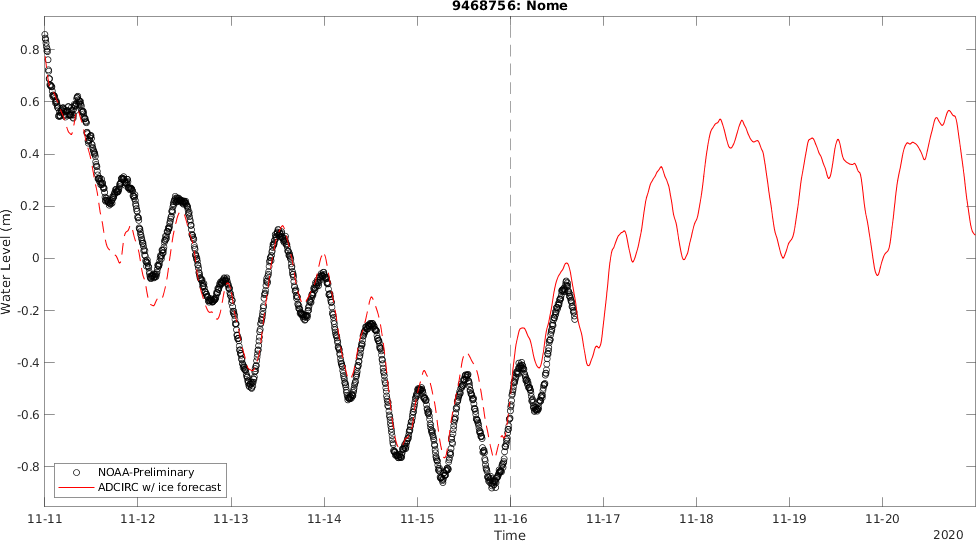 9468756: Nome
Water Level (m)
0.8
0.6
0.4
0.2
0
-0.2
-0.4
-0.6
-0.8
NOAA-Preliminary
ADCIRC w/ ice forecast
11-11 11-12 11-13 11-14 11-15 11-16 11-17 11-18 11-19 11-20
Time
2020